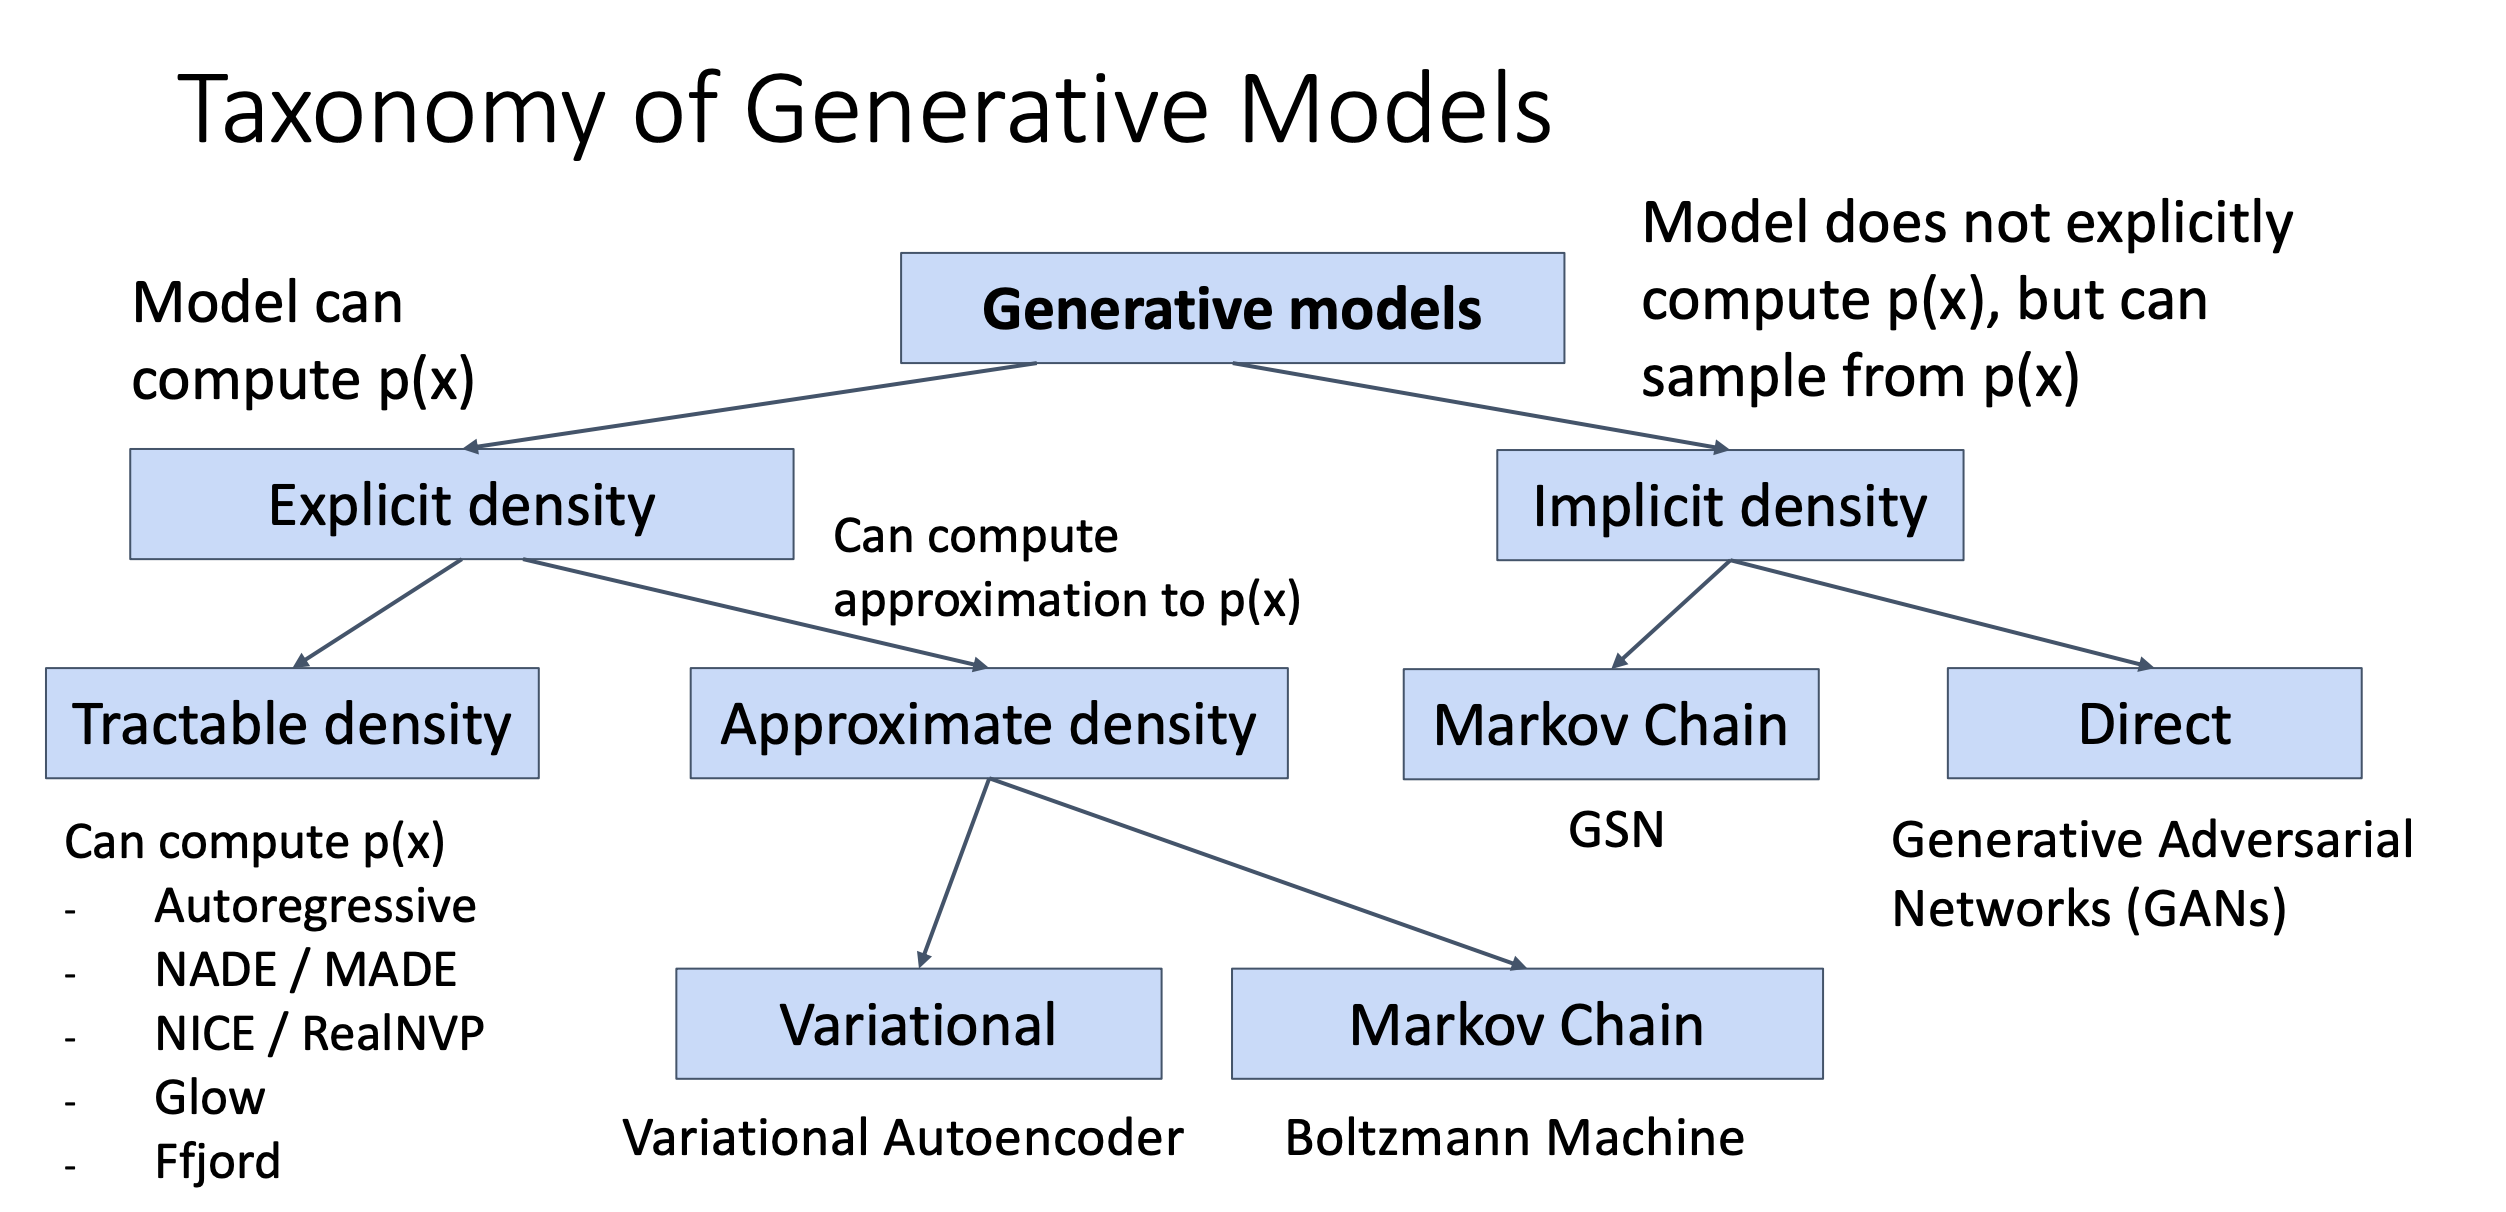 Taxonomy of Generative Models
Model can
compute p(x)
Generative models
Model does not explicitly
compute p(x), but can
sample from p(x)
Explicit density
Can compute
approximation to p(x)
Implicit density
Tractable density
Approximate density
Markov Chain
Direct
Can compute p(x)
- Autoregressive
- NADE / MADE
- NICE / RealNVP
- Glow
- Ffjord
GSN
Generative Adversarial
Networks (GANs)
Variational
Markov Chain
Variational Autoencoder
Boltzmann Machine